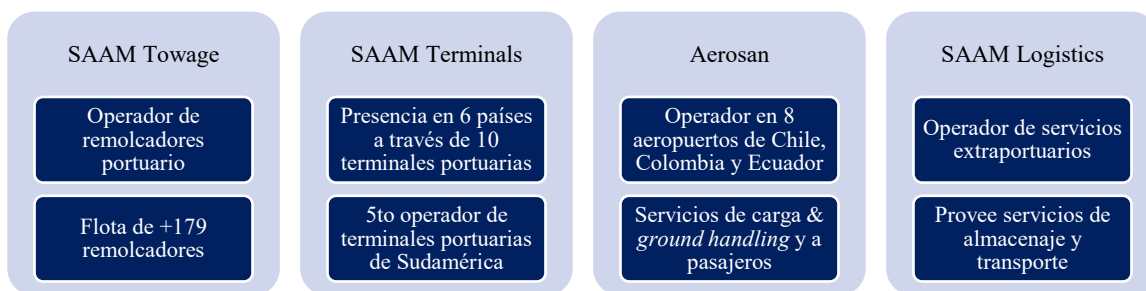 SAAM Towage
Operador de
remolcadores
portuario
Flota de +179
remolcadores
SAAM Terminals
Presencia en 6 países
a través de 10
terminales portuarias
5to operador de
terminales portuarias
de Sudamérica
Aerosan
Operador en 8
aeropuertos de Chile,
Colombia y Ecuador
Servicios de carga &
ground handling y a
pasajeros
SAAM Logistics
Operador de servicios
extraportuarios
Provee servicios de
almacenaje y
transporte